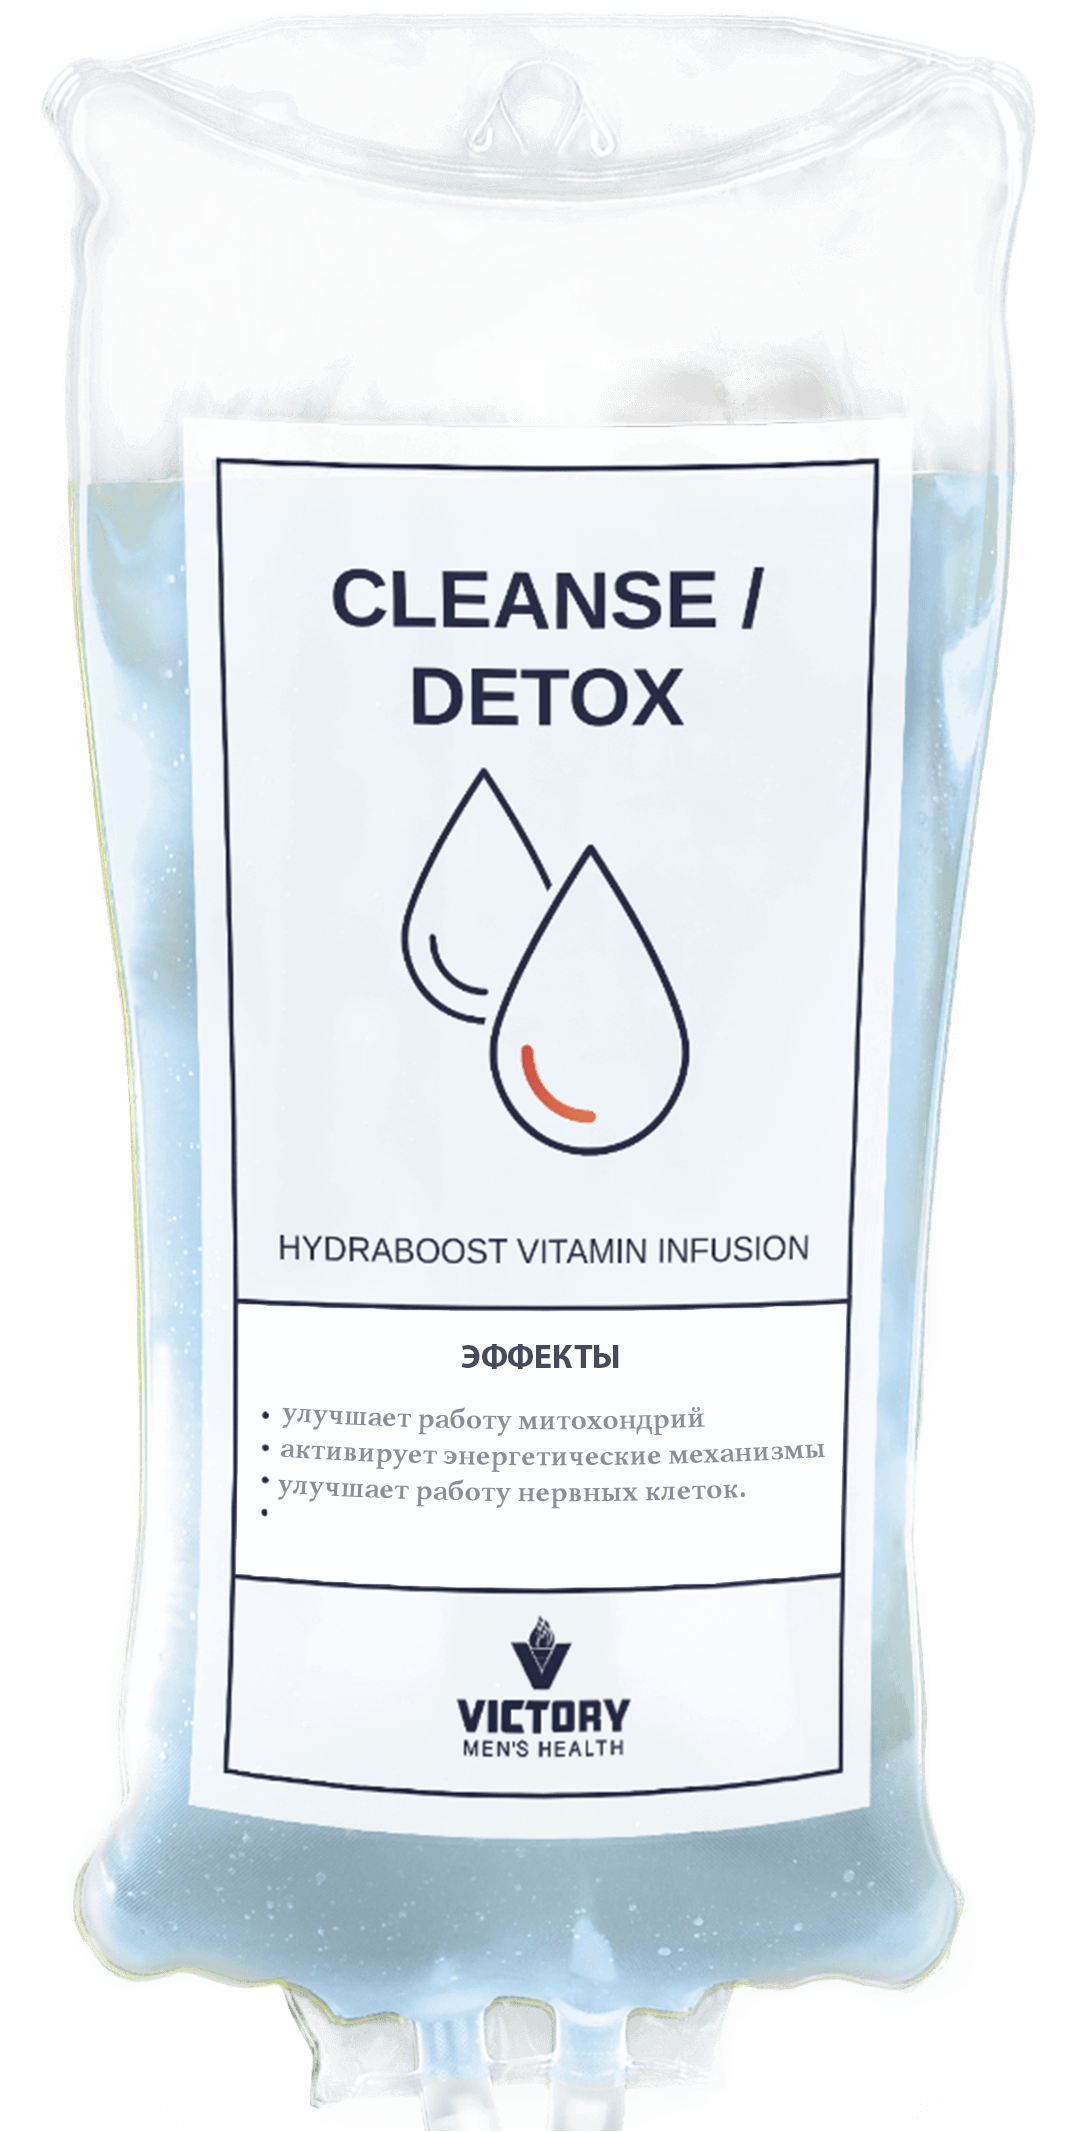 CLEANSE /
DETOX
HYDRABOOST VITAMIN INFUSION
ЭФФЕКТЫ
• улучшает работу митохондрий
• активирует энергетические механизмы
• улучшает работу нервных клеток.
•
VICTORY
MEN'S HEALTH